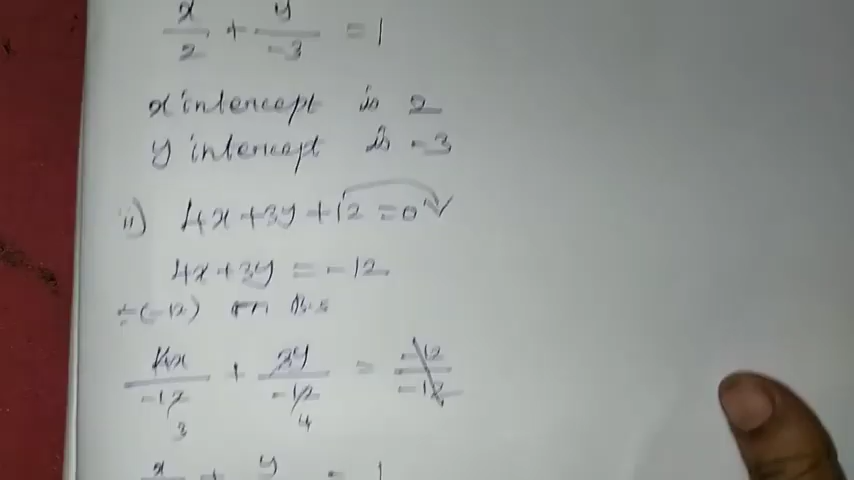 x/2 + y/-3 = 1
x intercept is 2
y intercept is -3
ii) 4x+3y+12=0
4x+3y = -12
÷(-12) on b.s
4x/-12 + 3y/-12 = -12/-12
3 4
x + y = 1